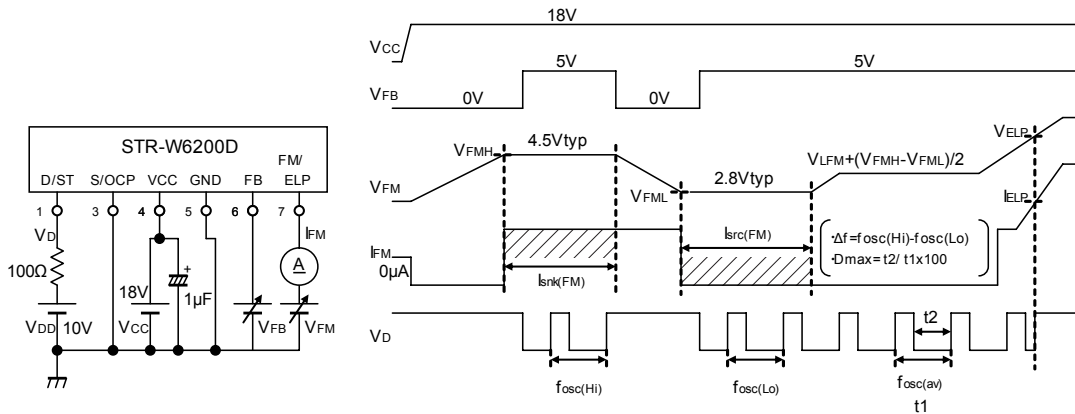 STR-W6200D
FM/
D/ST S/OCP VCC GND FB ELP
1 3 4 5 6 7
VD
IFM
100Ω
A
+
18V
1µF
VDD 10V
VCC
VFB
VFM
18V
VCC
5V
5V
VFB
0V
0V
VELP
VFMH
4.5Vtyp
VLFM+(VFMH-VFML)/2
VFM
VFML
2.8Vtyp
IELP
Isrc(FM)
IFM
0µA
Isnk(FM)
·Δf=fosc(Hi)-fosc(Lo)
·Dmax=t2/ t1x100
t2
VD
fosc(Hi)
fosc(Lo)
fosc(av)
t1